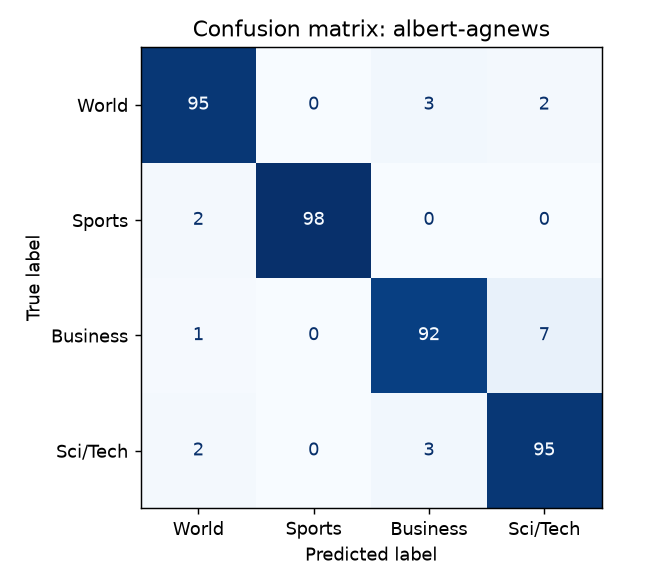 Confusion matrix: albert-agnews
True label
World 95 0 3 2
Sports 2 98 0 0
Business 1 0 92 7
Sci/Tech 2 0 3 95
World Sports Business Sci/Tech
Predicted label